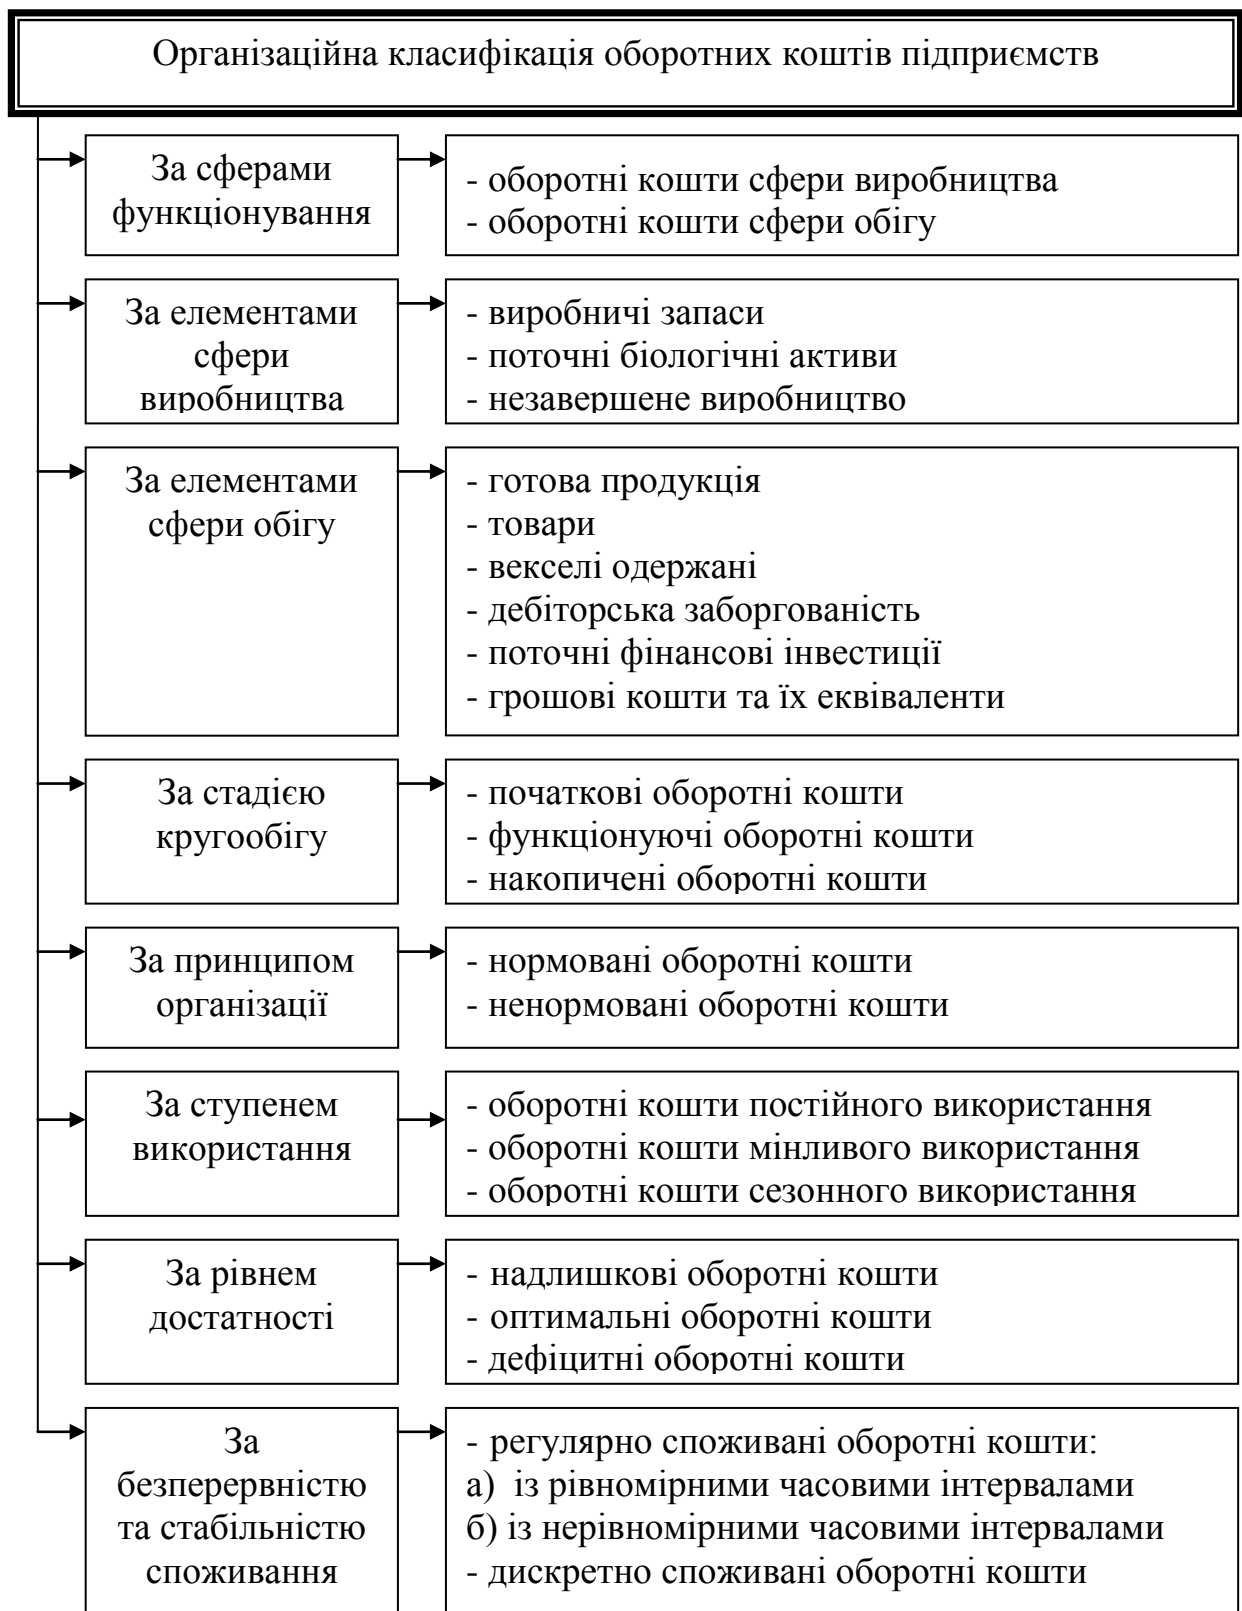 Організаційна класифікація оборотних коштів підприємств
За сферами
функціонування
- оборотні кошти сфери виробництва
- оборотні кошти сфери обігу
За елементами
сфери
виробництва
- виробничі запаси
- поточні біологічні активи
- незавершене виробництво
За елементами
сфери обігу
- готова продукція
- товари
- векселі одержані
- дебіторська заборгованість
- поточні фінансові інвестиції
- грошові кошти та їх еквіваленти
За стадією
кругообігу
- початкові оборотні кошти
- функціонуючі оборотні кошти
- накопичені оборотні кошти
За принципом
організації
- нормовані оборотні кошти
- ненормовані оборотні кошти
За ступенем
використання
- оборотні кошти постійного використання
- оборотні кошти мінливого використання
- оборотні кошти сезонного використання
За рівнем
достатності
- надлишкові оборотні кошти
- оптимальні оборотні кошти
- дефіцитні оборотні кошти
За
безперервністю
та стабільністю
споживання
- регулярно споживані оборотні кошти:
а) із рівномірними часовими інтервалами
б) із нерівномірними часовими інтервалами
- дискретно споживані оборотні кошти